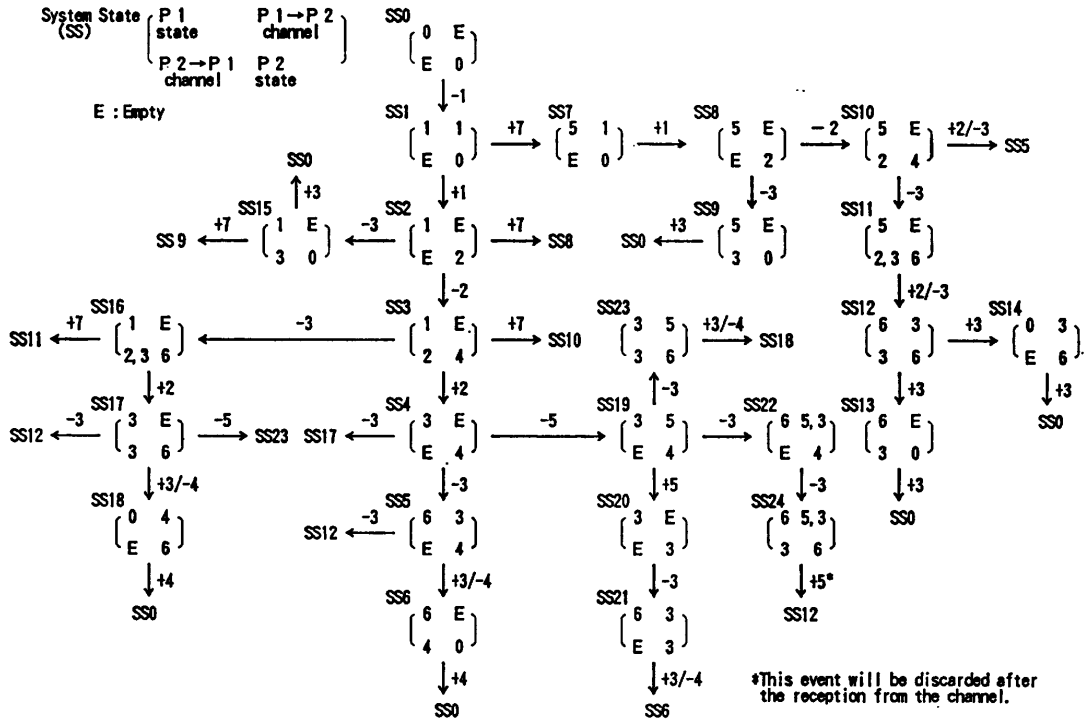 System State P 1 P 1→P 2 SS0
(SS) state channel 0 E
P 2→P 1 P 2 E 0
channel state
-1
E : Empty
SS1 SS7 SS8 SS10
1 1 +7 5 1 +1 5 E -2 5 E +2/-3 SS5
E 0 E 0 E 2 2 4
SS0
+3 +1 -3 -3
SS15 SS2 SS9 SS11
SS9 +7 1 E -3 1 E +7 SS8 SS0 +3 5 E 5 E
3 0 E 2 3 0 2,3 6
-2 +2/-3
SS16 SS3 SS23 SS12 SS14
SS11 +7 1 E -3 1 E +7 SS10 3 5 +3/-4 SS18 6 3 +3 0 3
2,3 6 2 4 3 6 3 6 E 6
+2 +2 -3 +3 +3
SS17 SS4 SS19 SS22 SS13 SS0
SS12 -3 3 E -5 SS23 SS17 -3 3 E -5 3 5 -3 6 5,3 6 E
3 6 E 4 E 4 E 4 3 0
+3/-4 -3 +5 -3 +3
SS18 SS5 SS20 SS24 SS0
0 4 SS12 -3 6 3 3 E 6 5,3
E 6 E 4 E 3 3 6
+4 +3/-4 -3 +5*
SS0 SS6 SS21 SS12
6 E 6 3
4 0 E 3
+4 +3/-4
SS0 SS6
*This event will be discarded after
the reception from the channel.